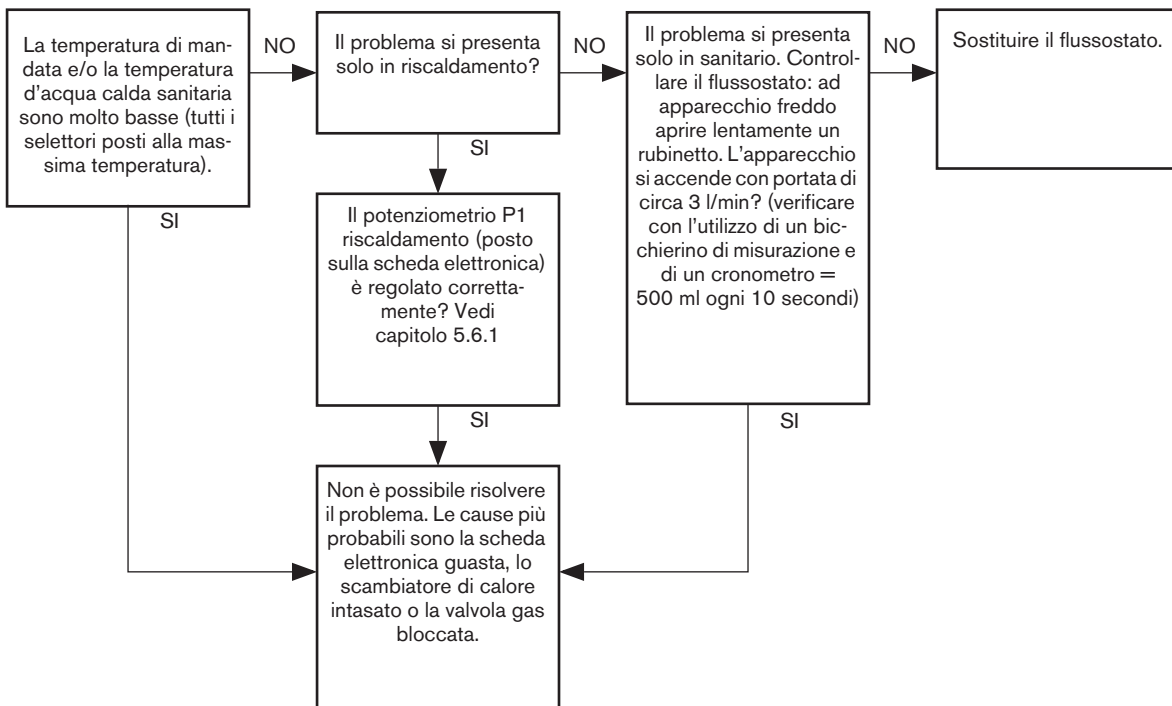 La temperatura di man-
data e/o la temperatura
d'acqua calda sanitaria
sono molto basse (tutti i
selettori posti alla mas-
sima temperatura).
NO
SI
Il problema si presenta
solo in riscaldamento?
NO
SI
Il problema si presenta
solo in sanitario. Control-
lare il flussostato: ad
apparecchio freddo
aprire lentamente un
rubinetto. L'apparecchio
si accende con portata di
circa 3 l/min? (verificare
con l'utilizzo di un bic-
chierino di misurazione e
di un cronometro =
500 ml ogni 10 secondi)
NO
SI
Sostituire il flussostato.
Il potenziometro P1
riscaldamento (posto
sulla scheda elettronica)
è regolato corretta-
mente? Vedi
capitolo 5.6.1
SI
Non è possibile risolvere
il problema. Le cause più
probabili sono la scheda
elettronica guasta, lo
scambiatore di calore
intasato o la valvola gas
bloccata.